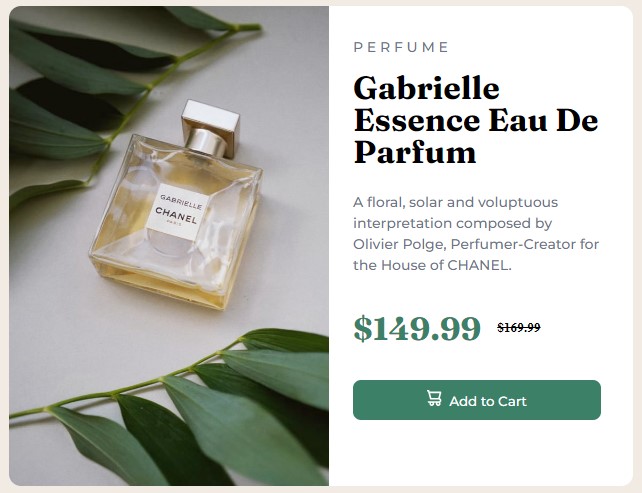 GABRIELLE
CHANEL
PARIS
PERFUME
Gabrielle
Essence Eau De
Parfum
A floral, solar and voluptuous
interpretation composed by
Olivier Polge, Perfumer-Creator for
the House of CHANEL.
$149.99 $169.99
Add to Cart